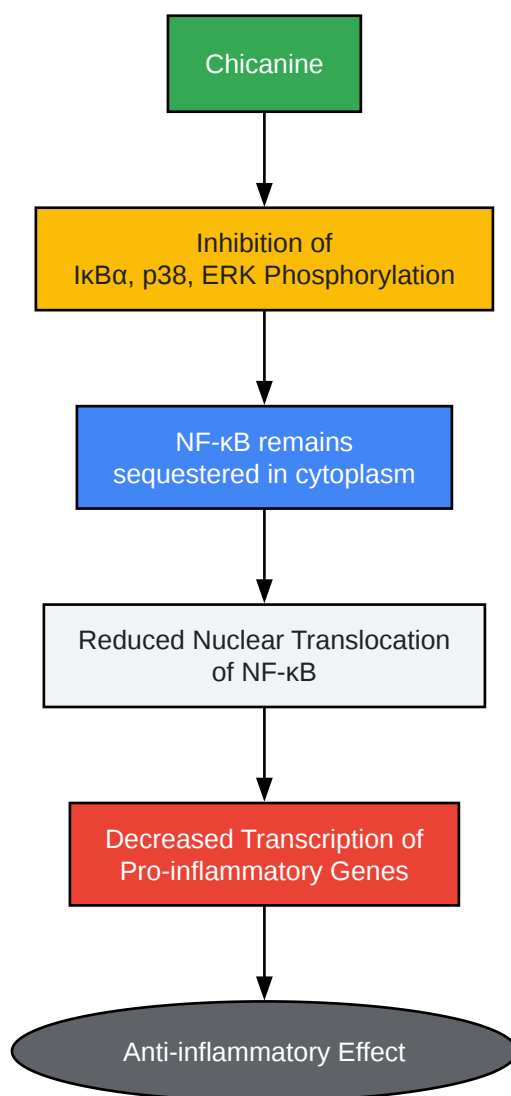 Chicanine
Inhibition of
IκBα, p38, ERK Phosphorylation
NF-κB remains
sequestered in cytoplasm
Reduced Nuclear Translocation
of NF-κB
Decreased Transcription of
Pro-inflammatory Genes
Anti-inflammatory Effect